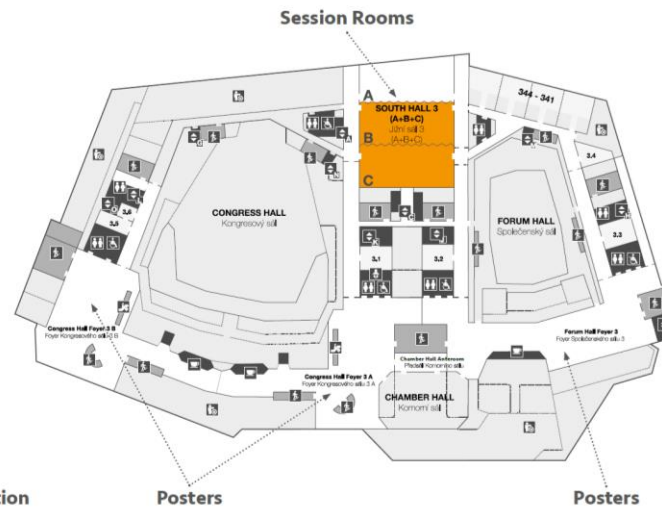 Session Rooms
A
SOUTH HALL 3
(A+B+C)
Jižní sál 3
(A+B+C)
B
C
344 - 341
3.4
3.6
3.5
CONGRESS HALL
Kongresový sál
FORUM HALL
Společenský sál
3.3
3.1
3.2
Congress Hall Foyer 3 B
Foyer Kongresového sálu 3 B
Forum Hall Foyer 3
Foyer Společenského sálu 3
Chamber Hall Anteroom
Předsálí Komorního sálu
Congress Hall Foyer 3 A
Foyer Kongresového sálu 3 A
CHAMBER HALL
Komorní sál
tion
Posters
Posters